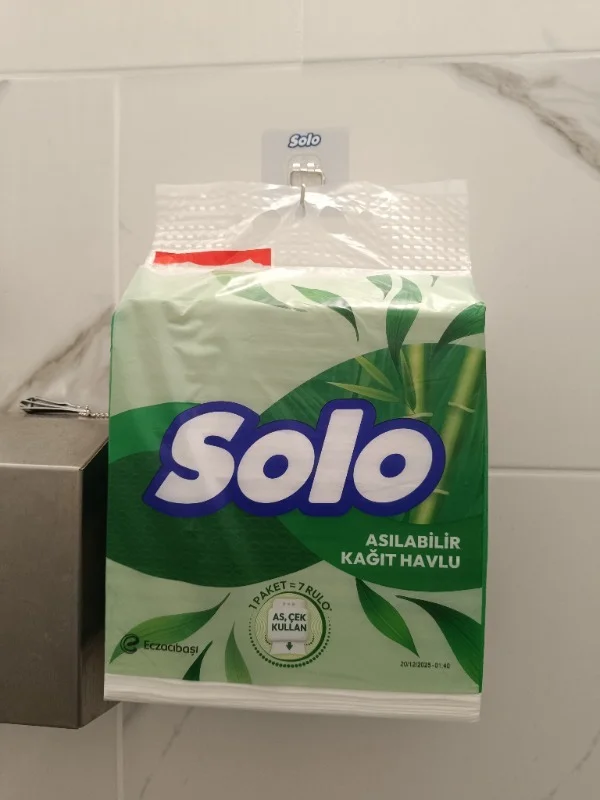 Solo
Solo
ASILABİLİR
KAĞIT HAVLU
1 PAKET = 7 RULO*
AS, ÇEK
KULLAN
Eczacıbaşı
20/12/2025-01:40